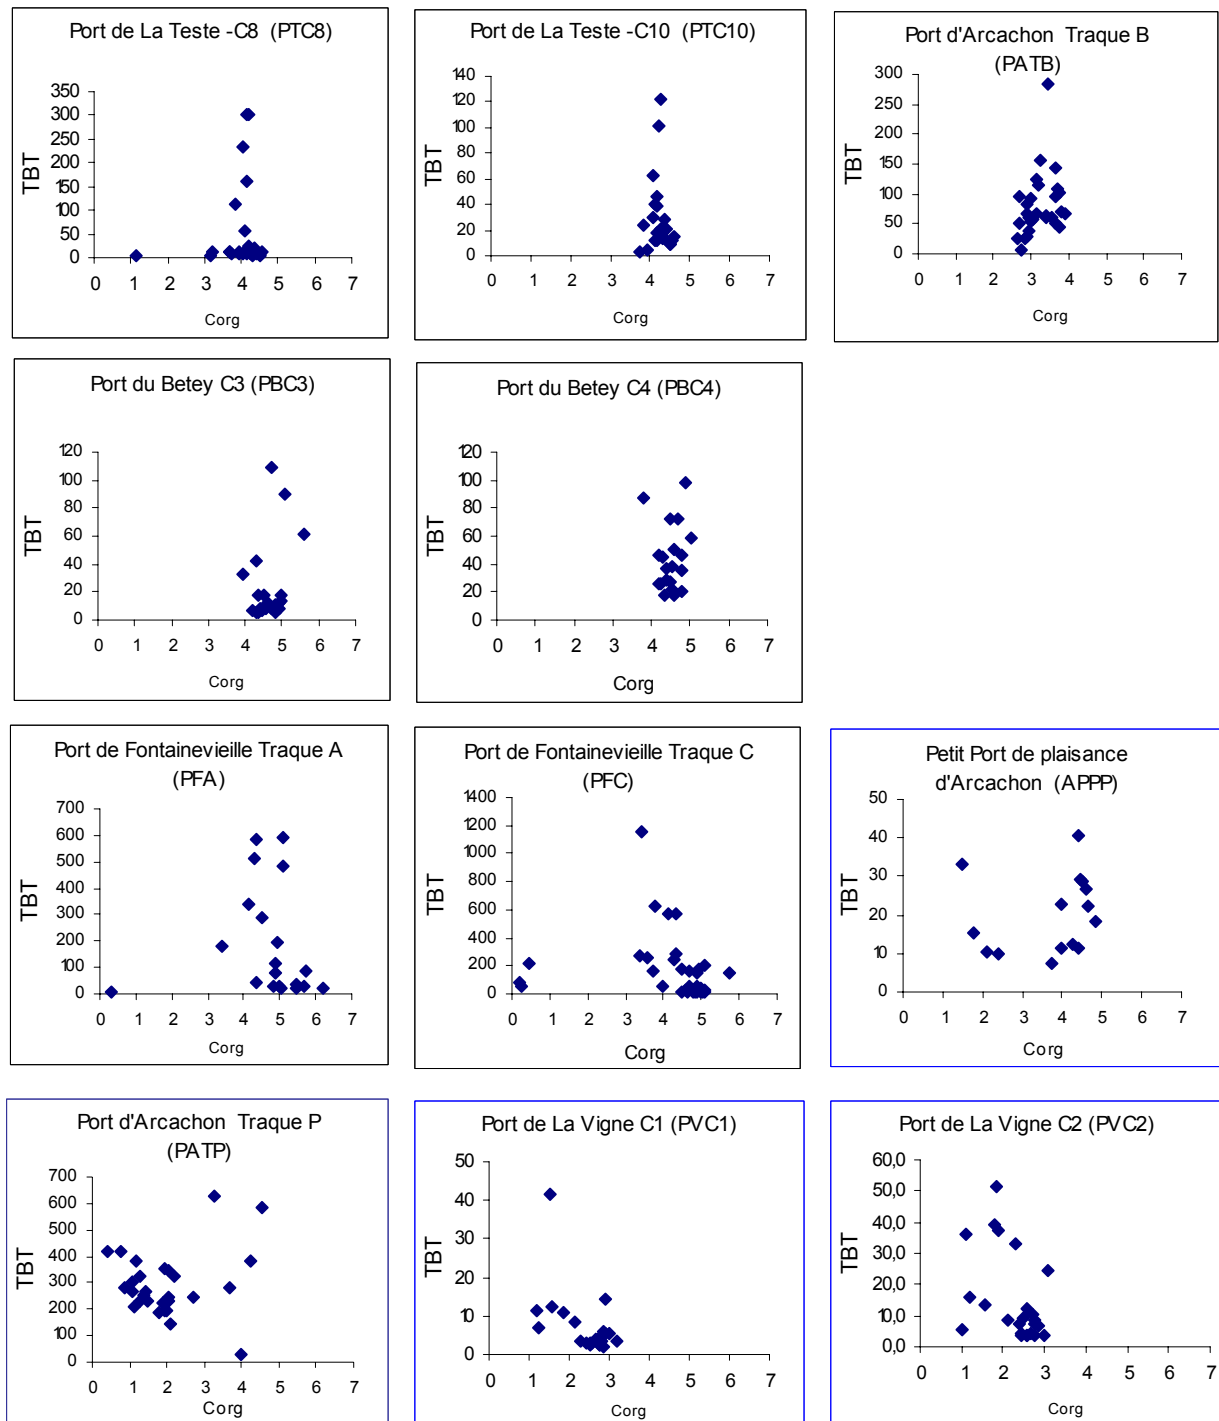 Port de La Teste -C8 (PTC8)
350
300
250
200
150
100
50
0
TBT
0 1 2 3 4 5 6 7
Corg
Port de La Teste -C10 (PTC10)
140
120
100
80
60
40
20
0
TBT
0 1 2 3 4 5 6 7
Corg
Port d'Arcachon Traque B
(PATB)
300
250
200
150
100
50
0
TBT
0 1 2 3 4 5 6 7
Corg
Port du Betey C3 (PBC3)
120
100
80
60
40
20
0
TBT
0 1 2 3 4 5 6 7
Corg
Port du Betey C4 (PBC4)
120
100
80
60
40
20
0
TBT
0 1 2 3 4 5 6 7
Corg
Port de Fontainevieille Traque A
(PFA)
700
600
500
400
300
200
100
0
TBT
0 1 2 3 4 5 6 7
Corg
Port de Fontainevieille Traque C
(PFC)
1400
1200
1000
800
600
400
200
0
TBT
0 1 2 3 4 5 6 7
Corg
Petit Port de plaisance
d'Arcachon (APPP)
50
40
30
20
10
0
TBT
0 1 2 3 4 5 6 7
Corg
Port d'Arcachon Traque P
(PATP)
700
600
500
400
300
200
100
0
TBT
0 1 2 3 4 5 6 7
Corg
Port de La Vigne C1 (PVC1)
50
40
30
20
10
0
TBT
0 1 2 3 4 5 6 7
Corg
Port de La Vigne C2 (PVC2)
60,0
50,0
40,0
30,0
20,0
10,0
0,0
TBT
0 1 2 3 4 5 6 7
Corg